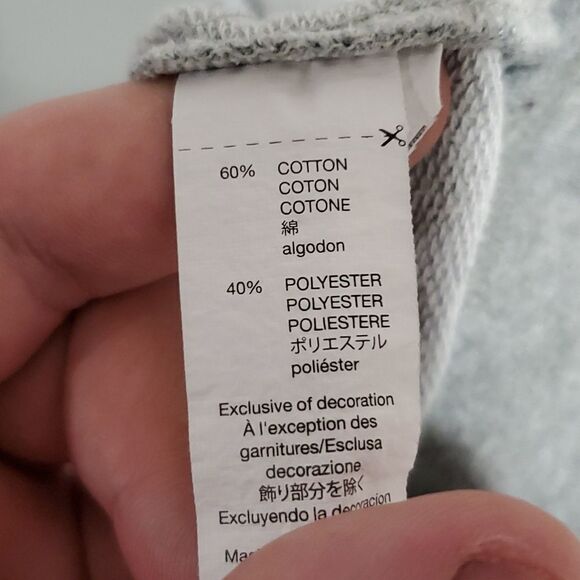 60% COTTON
COTON
COTONE
綿
algodon
40% POLYESTER
POLYESTER
POLIESTERE
ポリエステル
poliéster
Exclusive of decoration
À l'exception des
garnitures/Esclusa
decorazione
飾り部分を除く
Excluyendo la decoracion